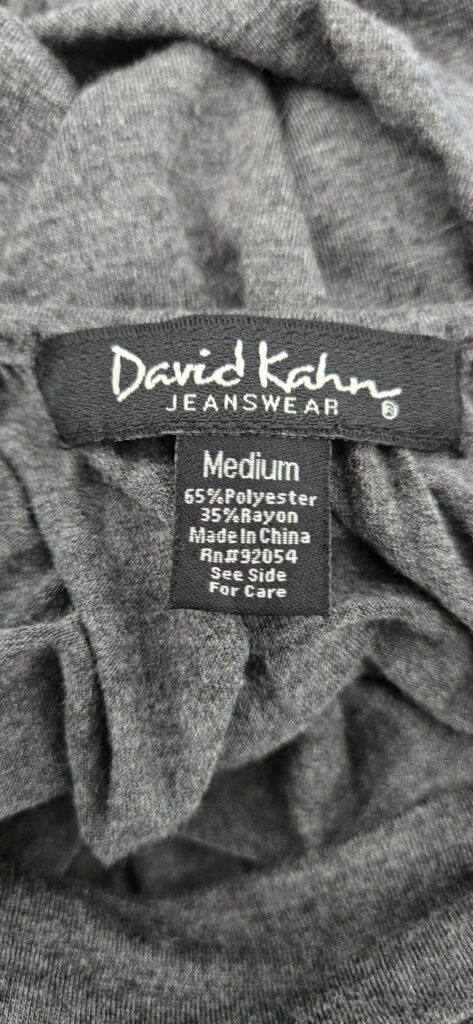 David Kahn
JEANSWEAR ®
Medium
65%Polyester
35%Rayon
Made In China
Rn#92054
See Side
For Care